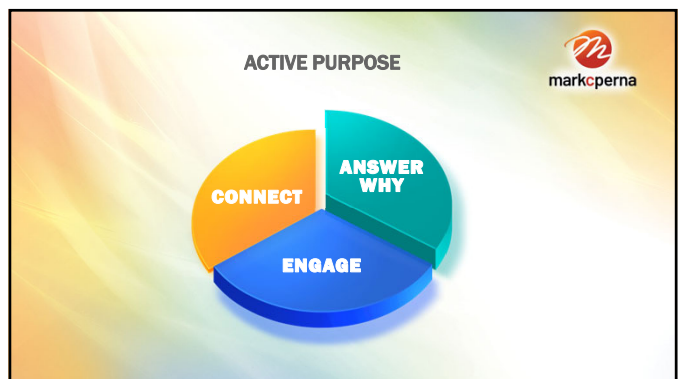 ACTIVE PURPOSE
markcperna
ANSWER
WHY
CONNECT
ENGAGE